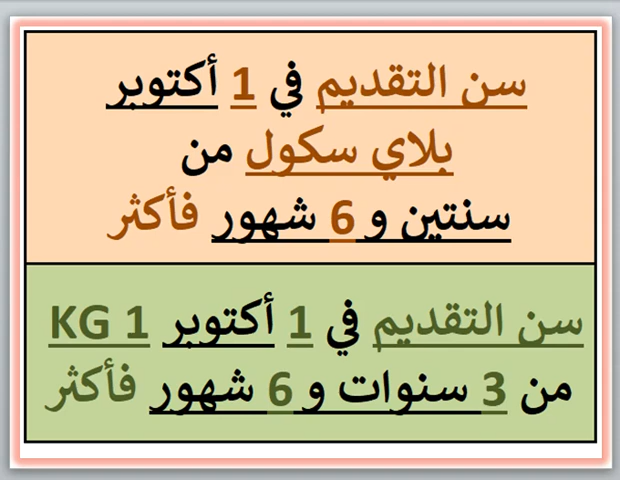 سن التقديم في 1 أكتوبر
بلاي سكول من
سنتين و 6 شهور فأكثر
سن التقديم في 1 أكتوبر KG 1
من 3 سنوات و 6 شهور فأكثر